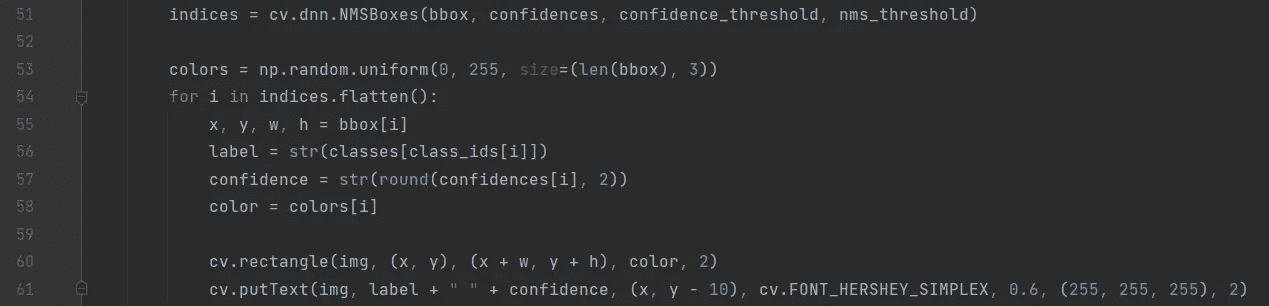 51 indices = cv.dnn.NMSBoxes(bbox, confidences, confidence_threshold, nms_threshold)
52
53 colors = np.random.uniform(0, 255, size=(len(bbox), 3))
54 for i in indices.flatten():
55 x, y, w, h = bbox[i]
56 label = str(classes[class_ids[i]])
57 confidence = str(round(confidences[i], 2))
58 color = colors[i]
59
60 cv.rectangle(img, (x, y), (x + w, y + h), color, 2)
61 cv.putText(img, label + " " + confidence, (x, y - 10), cv.FONT_HERSHEY_SIMPLEX, 0.6, (255, 255, 255), 2)